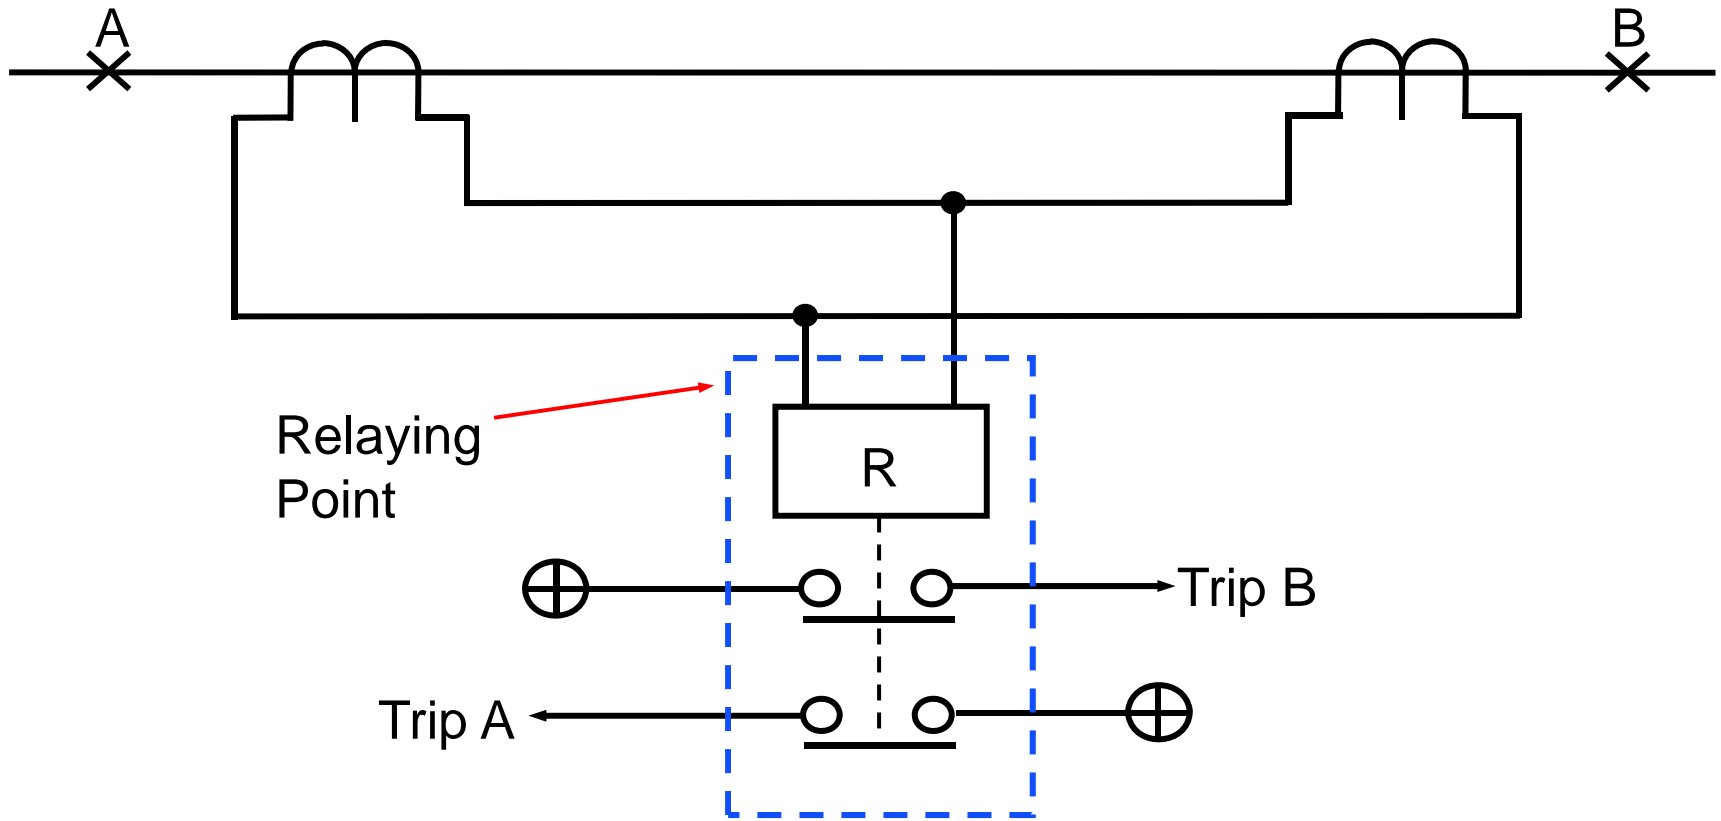 A
B
Relaying
Point
R
Trip B
Trip A